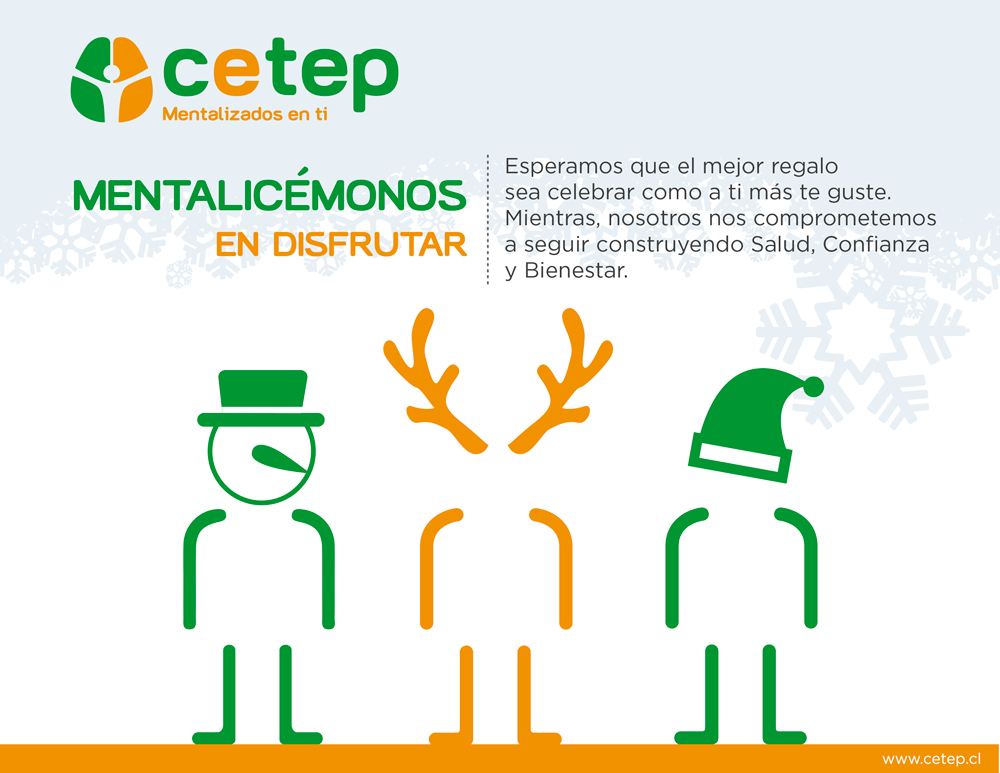 cetep
Mentalizados en ti
MENTALICÉMONOS
EN DISFRUTAR
Esperamos que el mejor regalo
sea celebrar como a ti más te guste.
Mientras, nosotros nos comprometemos
a seguir construyendo Salud, Confianza
y Bienestar.
www.cetep.cl